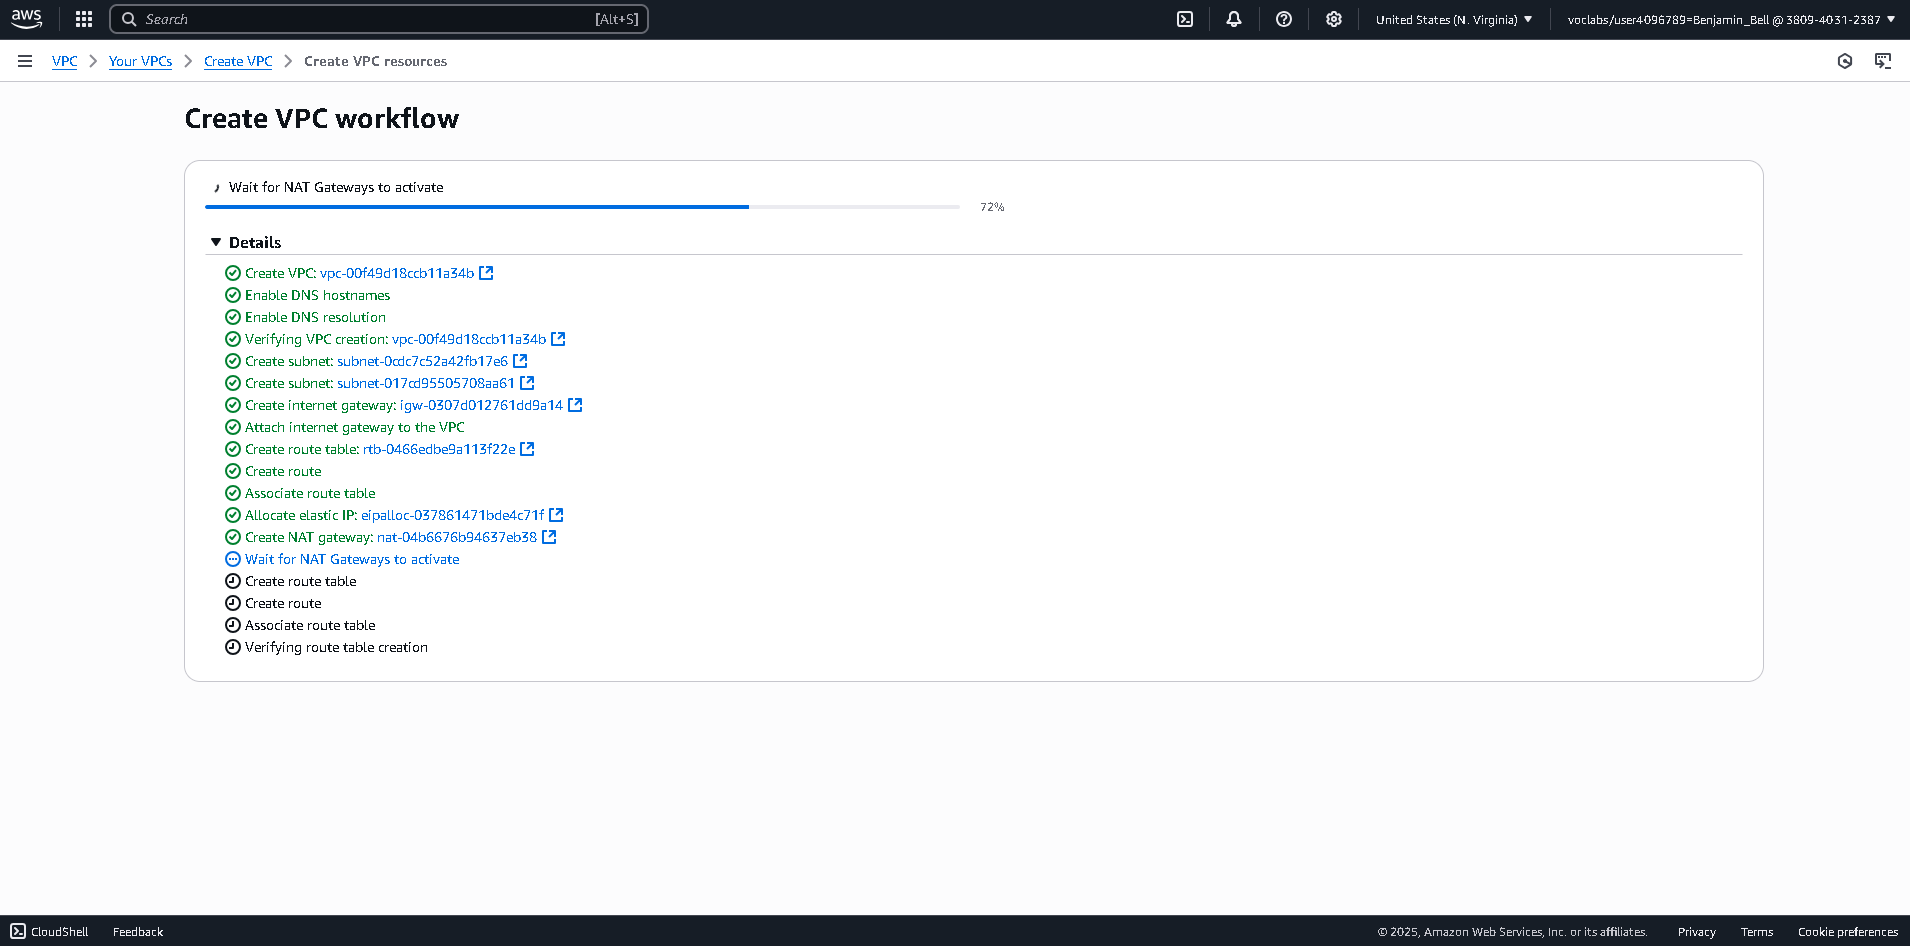 aws Search [Alt+S] United States (N. Virginia) voclabs/user4096789=Benjamin_Bell @ 3809-4031-2387
VPC Your VPCs Create VPC Create VPC resources
Create VPC workflow
Wait for NAT Gateways to activate
72%
Details
Create VPC: vpc-00f49d18ccb11a34b
Enable DNS hostnames
Enable DNS resolution
Verifying VPC creation: vpc-00f49d18ccb11a34b
Create subnet: subnet-0cdc7c52a42fb17e6
Create subnet: subnet-017cd95505708aa61
Create internet gateway: igw-0307d012761dd9a14
Attach internet gateway to the VPC
Create route table: rtb-0466edbe9a113f22e
Create route
Associate route table
Allocate elastic IP: eipalloc-037861471bde4c71f
Create NAT gateway: nat-04b6676b94637eb38
Wait for NAT Gateways to activate
Create route table
Create route
Associate route table
Verifying route table creation
CloudShell Feedback © 2025, Amazon Web Services, Inc. or its affiliates. Privacy Terms Cookie preferences